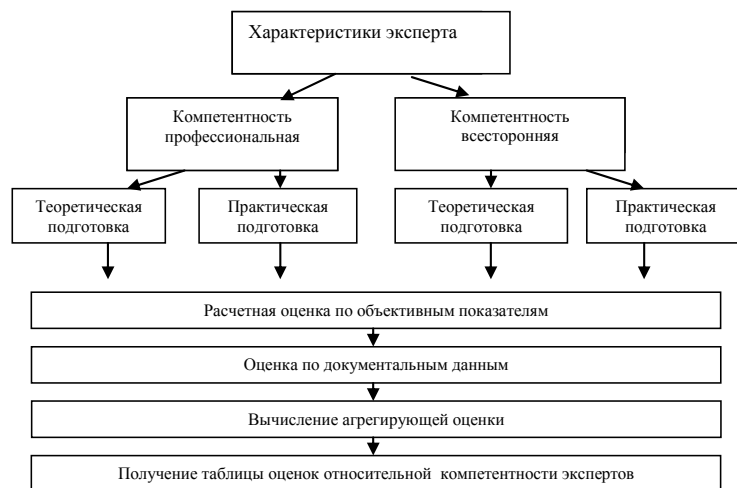 Характеристики эксперта
Компетентность
профессиональная
Компетентность
всесторонняя
Теоретическая
подготовка
Практическая
подготовка
Теоретическая
подготовка
Практическая
подготовка
Расчетная оценка по объективным показателям
Оценка по документальным данным
Вычисление агрегирующей оценки
Получение таблицы оценок относительной компетентности экспертов